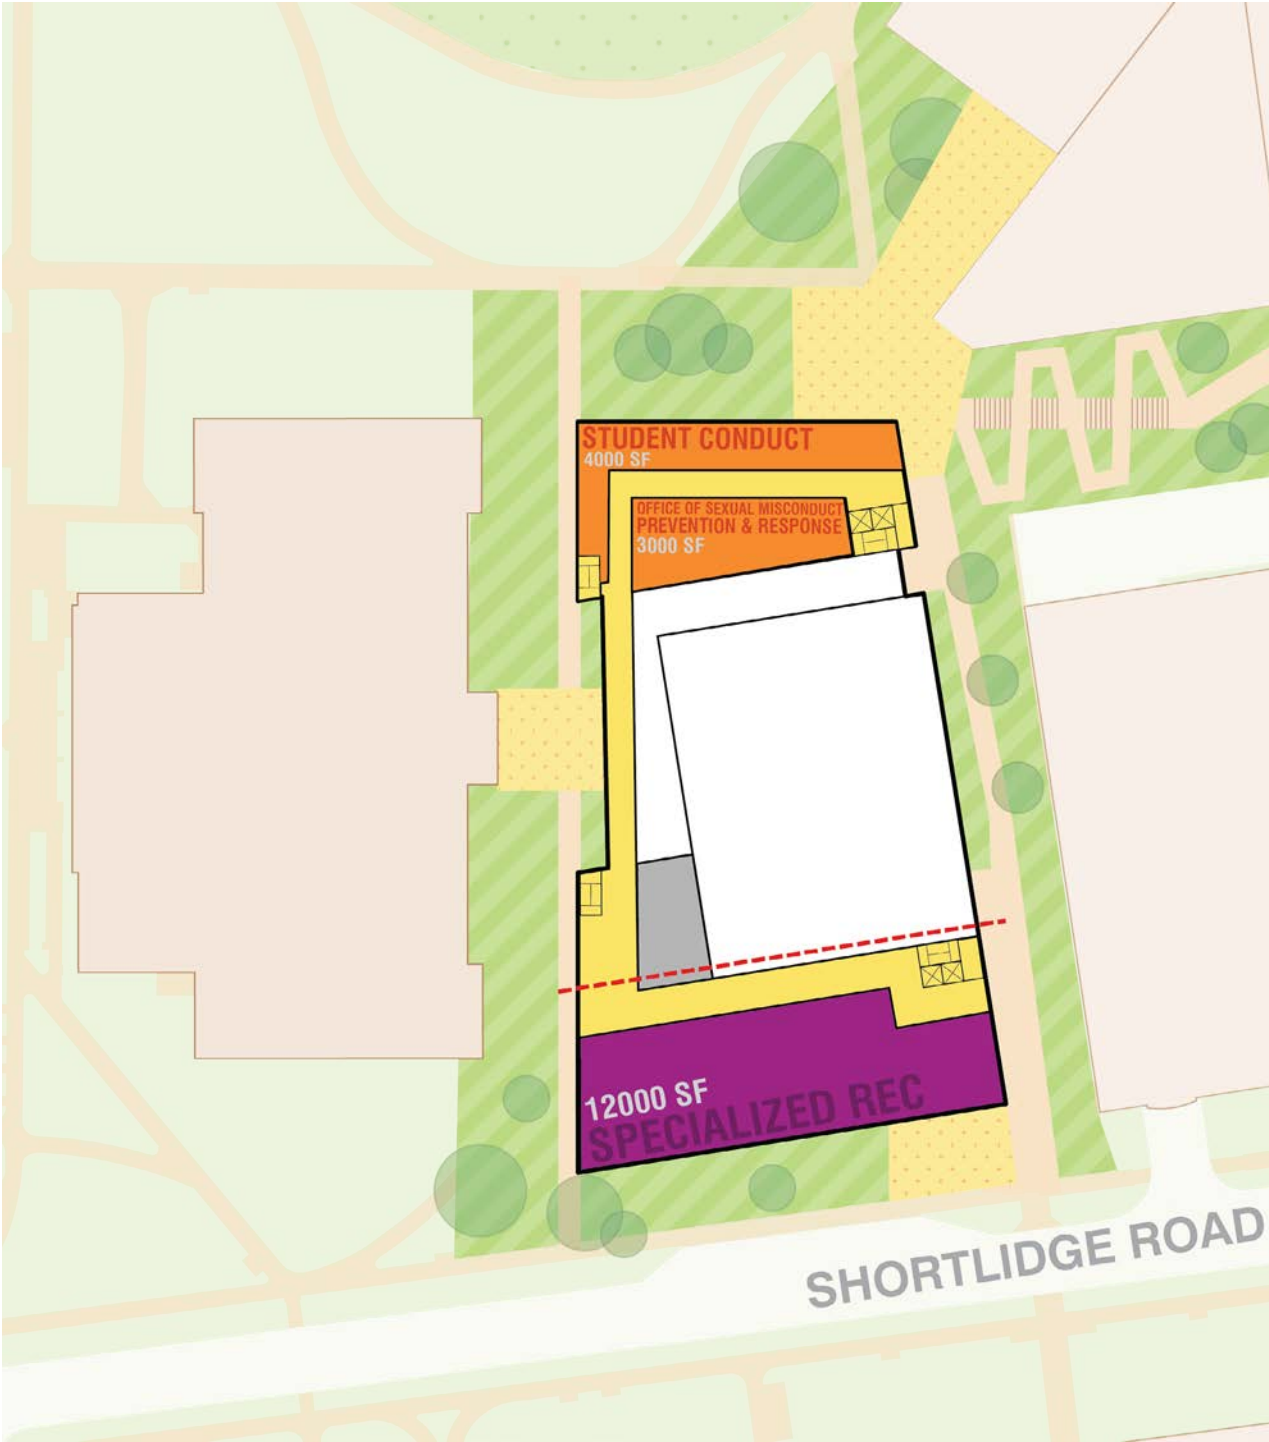 STUDENT CONDUCT
4000 SF
OFFICE OF SEXUAL MISCONDUCT
PREVENTION & RESPONSE
3000 SF
12000 SF
SPECIALIZED REC
SHORTLIDGE ROAD